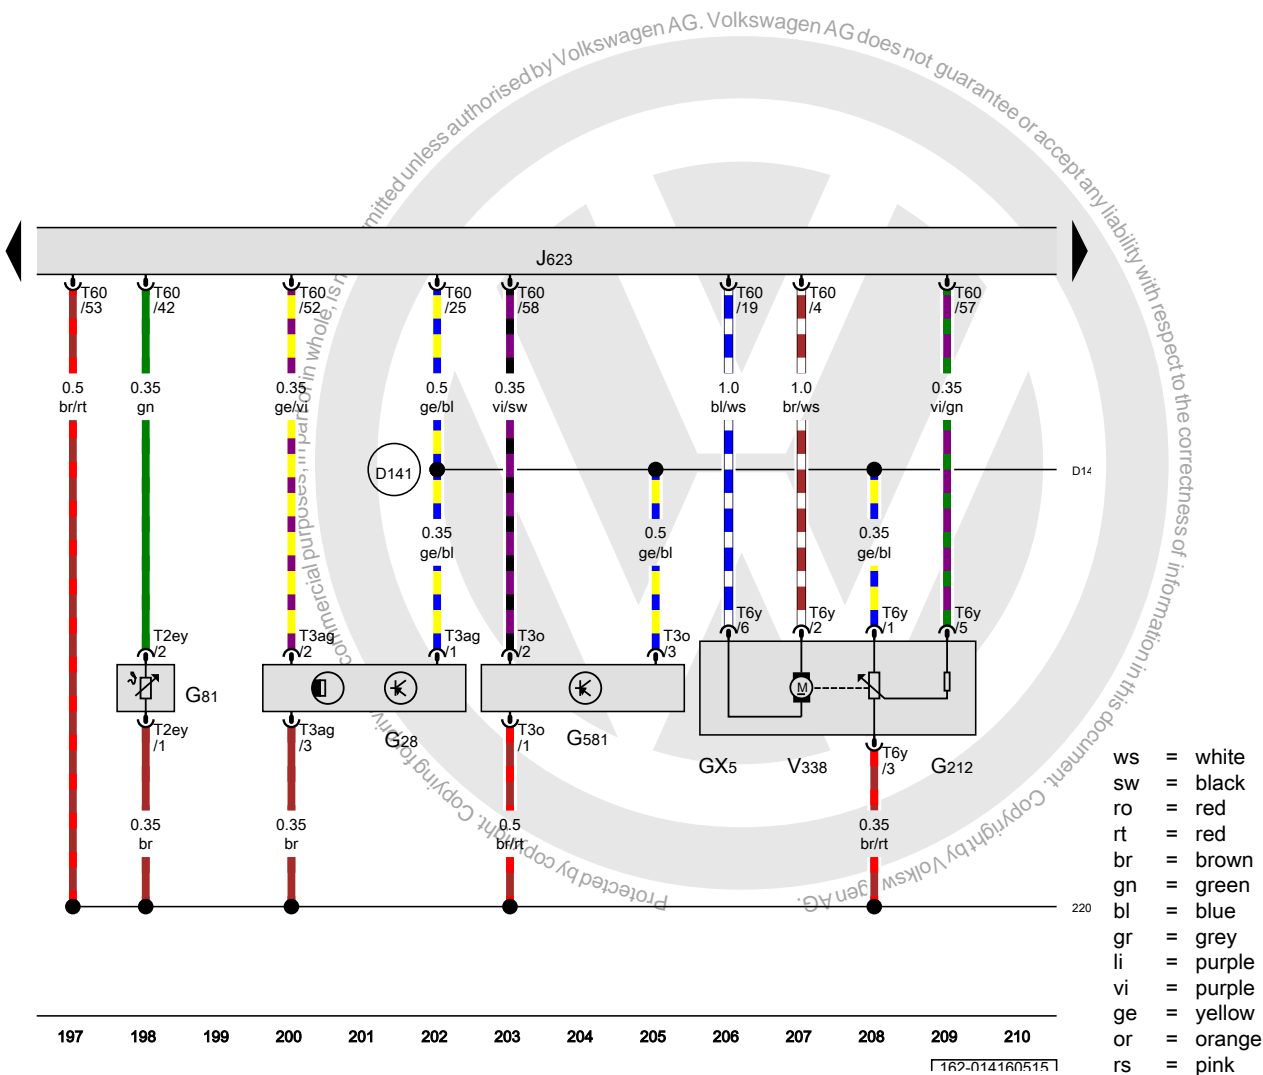 mitted unless authorised by Volkswagen AG. Volkswagen AG does not guarantee or accept any liability with respect to the correctness of information in this document. Copyright by Volkswagen AG.
Protected by copyright. Copying for private or commercial purposes, in part or in whole, is n
J623
T60 /53
T60 /42
T60 /52
T60 /25
T60 /58
T60 /19
T60 /4
T60 /57
0.5 br/rt
0.35 gn
0.35 ge/vi
0.5 ge/bl
0.35 vi/sw
1.0 bl/ws
1.0 br/ws
0.35 vi/gn
D141
D14
0.35 ge/bl
0.5 ge/bl
0.35 ge/bl
T2ey /2
T3ag /2
T3ag /1
T3o /2
T3o /3
T6y /6
T6y /2
T6y /1
T6y /5
M
G81
T2ey /1
T3ag /3
G28
T3o /1
G581
GX5
V338
T6y /3
G212
0.35 br
0.35 br
0.5 br/rt
0.35 br/rt
220
197 198 199 200 201 202 203 204 205 206 207 208 209 210
162-014160515
ws = white
sw = black
ro = red
rt = red
br = brown
gn = green
bl = blue
gr = grey
li = purple
vi = purple
ge = yellow
or = orange
rs = pink